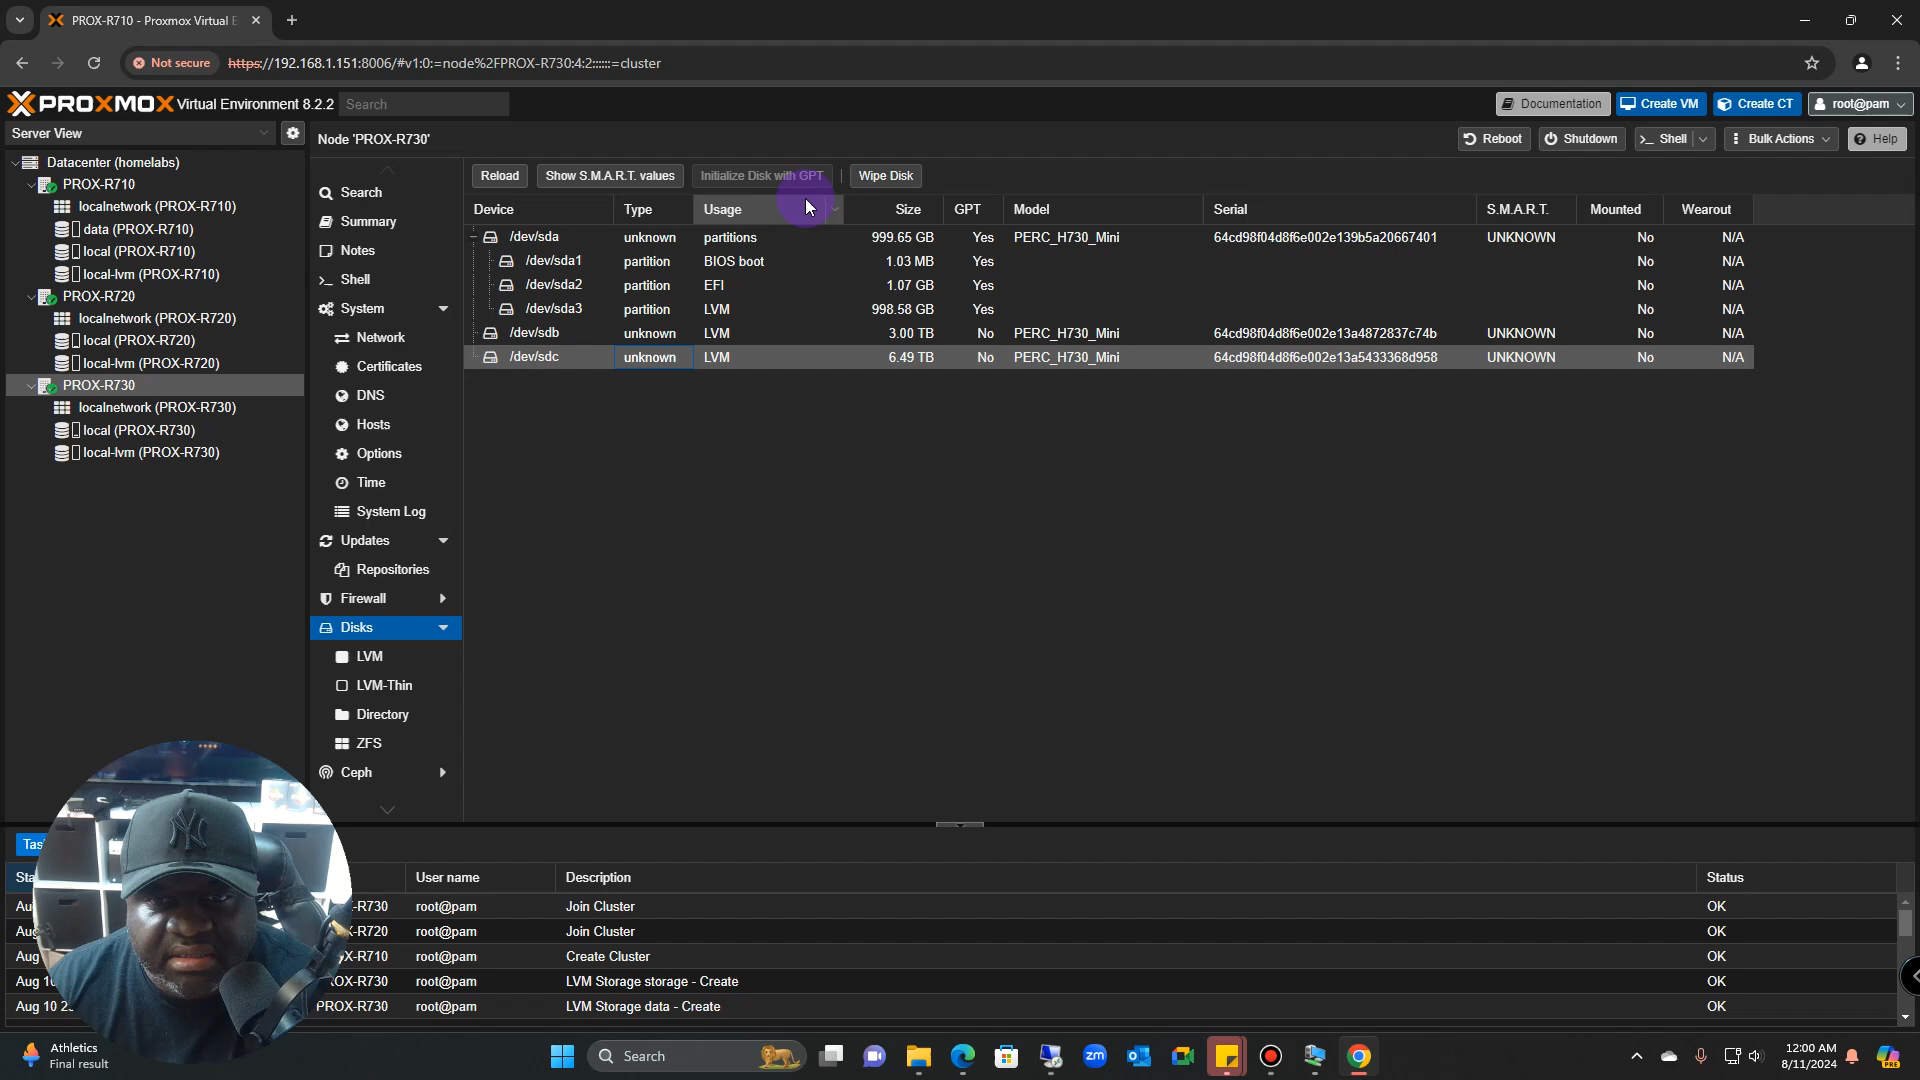 PROX-R710 - Proxmox Virtual E
Not secure
https://192.168.1.151:8006/#v1:0:=node%2FPROX-R730:4:2::::::=cluster
PROXMOX Virtual Environment 8.2.2 Search
Documentation Create VM Create CT root@pam
Server View
Node 'PROX-R730'
Reboot Shutdown Shell Bulk Actions Help
Datacenter (homelabs)
PROX-R710
localnetwork (PROX-R710)
data (PROX-R710)
local (PROX-R710)
local-lvm (PROX-R710)
PROX-R720
localnetwork (PROX-R720)
local (PROX-R720)
local-lvm (PROX-R720)
PROX-R730
localnetwork (PROX-R730)
local (PROX-R730)
local-lvm (PROX-R730)
Search
Summary
Notes
Shell
System
Network
Certificates
DNS
Hosts
Options
Time
System Log
Updates
Repositories
Firewall
Disks
LVM
LVM-Thin
Directory
ZFS
Ceph
Reload Show S.M.A.R.T. values Initialize Disk with GPT Wipe Disk
Device Type Usage Size GPT Model Serial S.M.A.R.T. Mounted Wearout
/dev/sda unknown partitions 999.65 GB Yes PERC_H730_Mini 64cd98f04d8f6e002e139b5a20667401 UNKNOWN No N/A
/dev/sda1 partition BIOS boot 1.03 MB Yes No N/A
/dev/sda2 partition EFI 1.07 GB Yes No N/A
/dev/sda3 partition LVM 998.58 GB Yes No N/A
/dev/sdb unknown LVM 3.00 TB No PERC_H730_Mini 64cd98f04d8f6e002e13a4872837c74b UNKNOWN No N/A
/dev/sdc unknown LVM 6.49 TB No PERC_H730_Mini 64cd98f04d8f6e002e13a5433368d958 UNKNOWN No N/A
User name Description Status
-R730 root@pam Join Cluster OK
-R720 root@pam Join Cluster OK
X-R710 root@pam Create Cluster OK
Aug 10 X-R730 root@pam LVM Storage storage - Create OK
Aug 10 PROX-R730 root@pam LVM Storage data - Create OK
Athletics
Final result
Search
zm
PRE
12:00 AM
8/11/2024